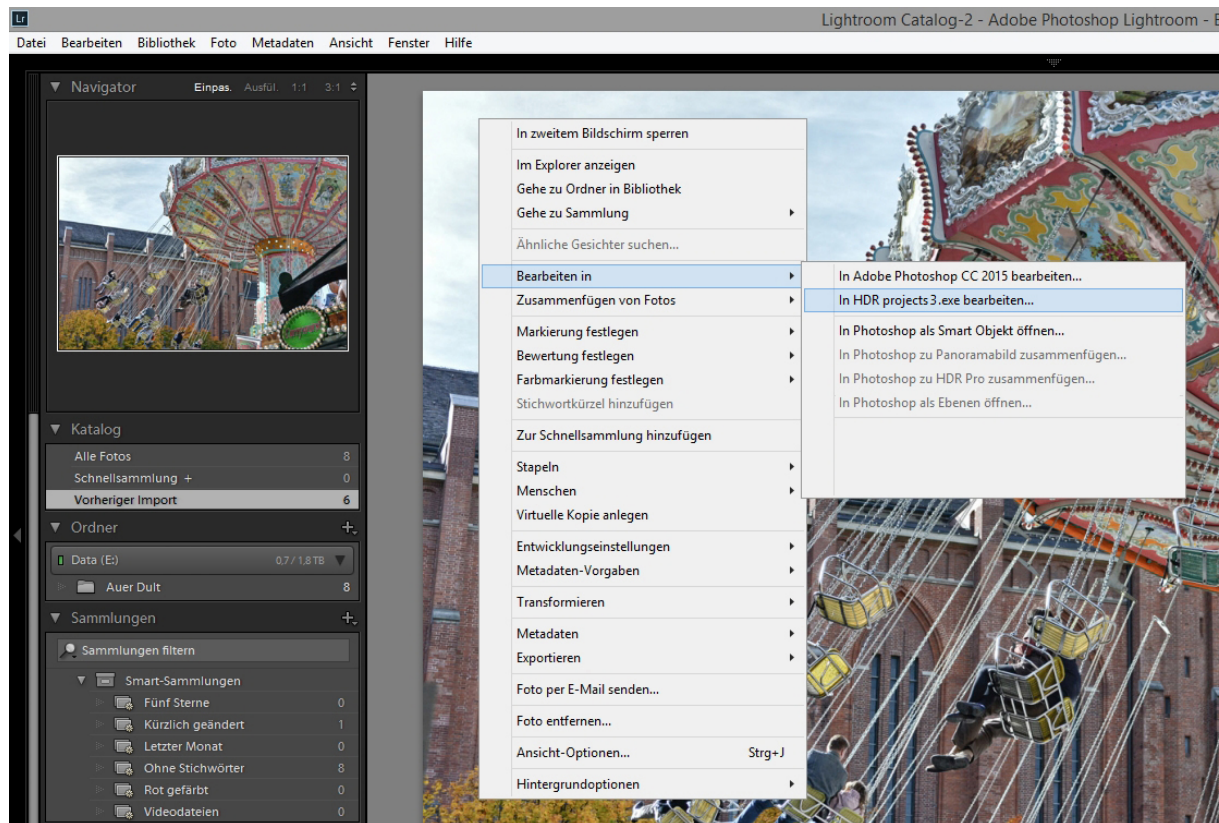 Lr
Lightroom Catalog-2 - Adobe Photoshop Lightroom -
Datei Bearbeiten Bibliothek Foto Metadaten Ansicht Fenster Hilfe
Navigator Einpas. Ausfül. 1:1 3:1
Katalog
Alle Fotos 8
Schnellsammlung + 0
Vorheriger Import 6
Ordner +
Data (E:) 0,7 / 1,8 TB
Auer Dult 8
Sammlungen +
Sammlungen filtern
Smart-Sammlungen
Fünf Sterne 0
Kürzlich geändert 1
Letzter Monat 0
Ohne Stichwörter 8
Rot gefärbt 0
Videodateien 0
In zweitem Bildschirm sperren
Im Explorer anzeigen
Gehe zu Ordner in Bibliothek
Gehe zu Sammlung
Ähnliche Gesichter suchen...
Bearbeiten in
Zusammenfügen von Fotos
Markierung festlegen
Bewertung festlegen
Farbmarkierung festlegen
Stichwortkürzel hinzufügen
Zur Schnellsammlung hinzufügen
Stapeln
Menschen
Virtuelle Kopie anlegen
Entwicklungseinstellungen
Metadaten-Vorgaben
Transformieren
Metadaten
Exportieren
Foto per E-Mail senden...
Foto entfernen...
Ansicht-Optionen... Strg+J
Hintergrundoptionen
In Adobe Photoshop CC 2015 bearbeiten...
In HDR projects 3.exe bearbeiten...
In Photoshop als Smart Objekt öffnen...
In Photoshop zu Panoramabild zusammenfügen...
In Photoshop zu HDR Pro zusammenfügen...
In Photoshop als Ebenen öffnen...